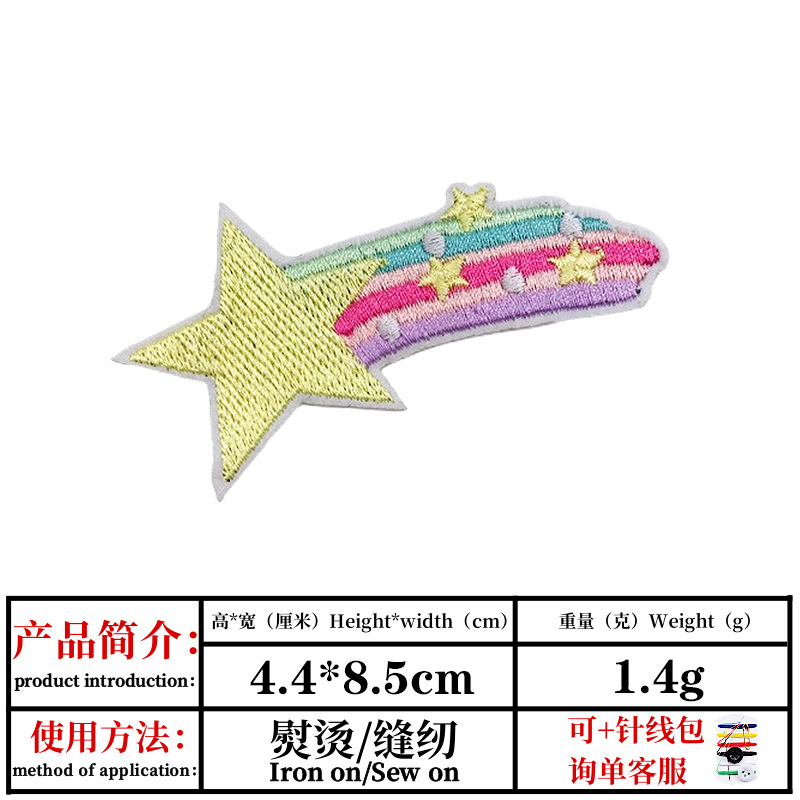 产品简介：
product introduction：
高*宽（厘米）Height*width（cm）
重量（克）Weight（g）
4.4*8.5cm
1.4g
使用方法：
method of application：
熨烫/缝纫
Iron on/Sew on
可+针线包
询单客服